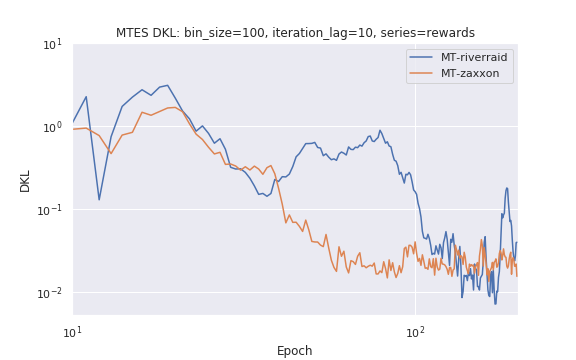 MTES DKL: bin_size=100, iteration_lag=10, series=rewards
MT-riverraid
MT-zaxxon
DKL
10^1
10^0
10^-1
10^-2
10^1
10^2
Epoch